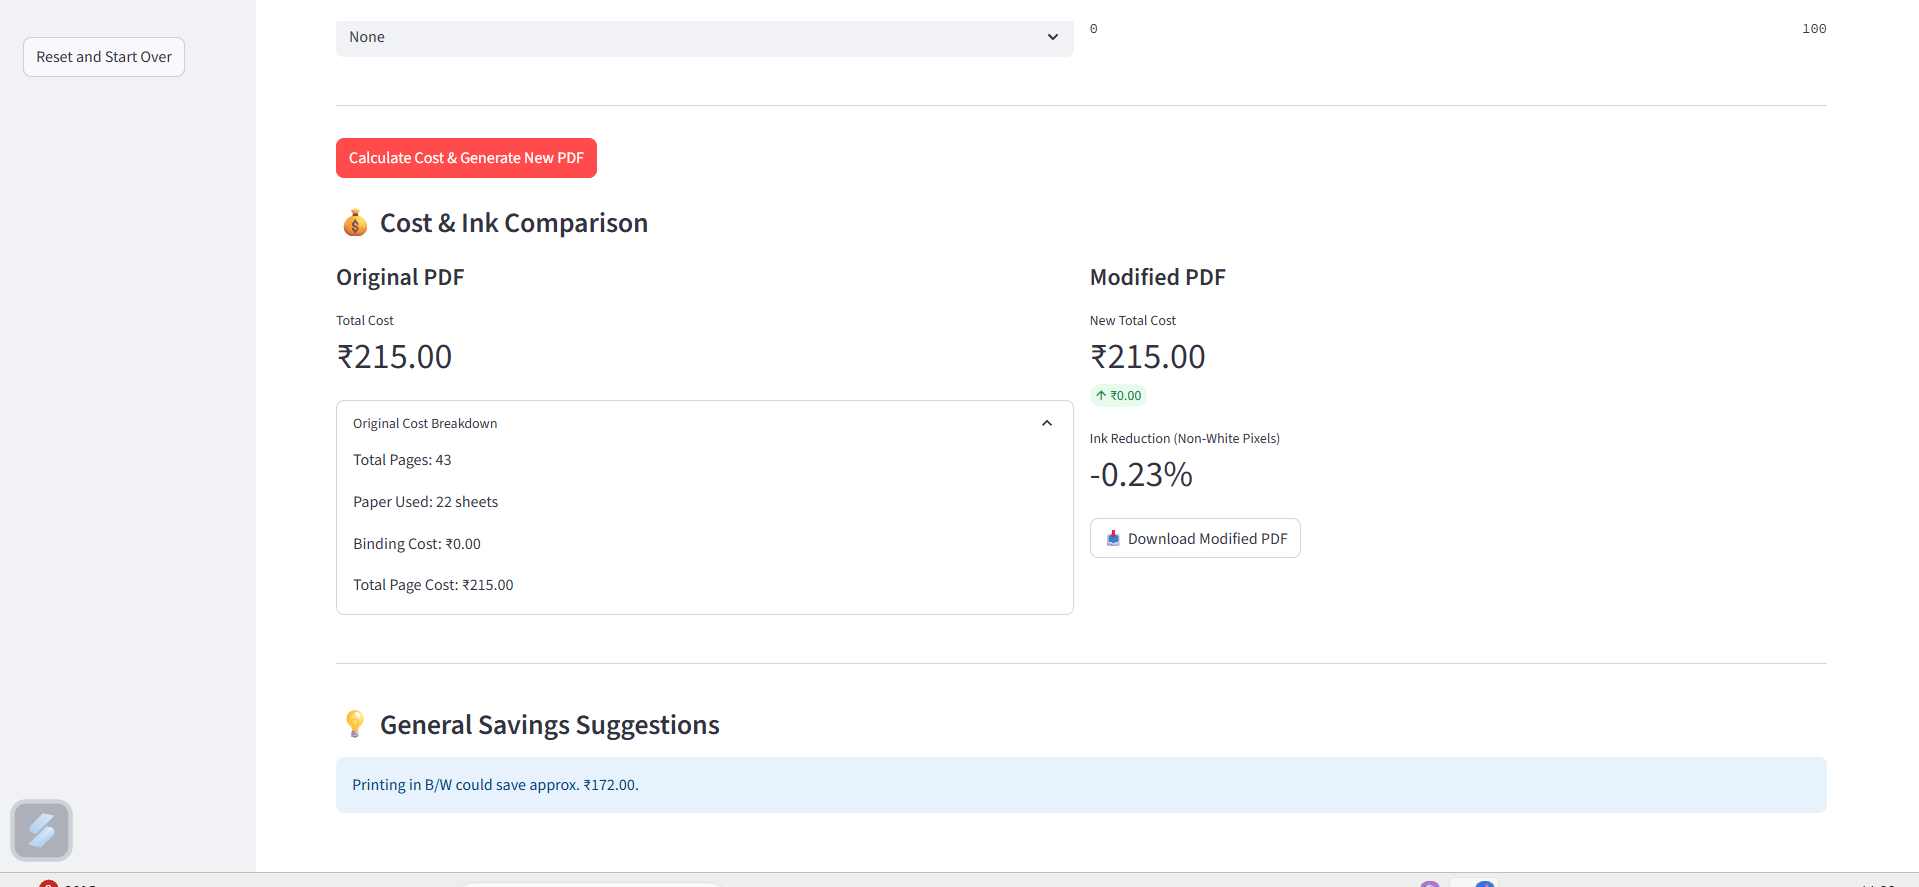 Reset and Start Over
None
0 100
Calculate Cost & Generate New PDF
Cost & Ink Comparison
Original PDF
Total Cost
₹215.00
Original Cost Breakdown
Total Pages: 43
Paper Used: 22 sheets
Binding Cost: ₹0.00
Total Page Cost: ₹215.00
Modified PDF
New Total Cost
₹215.00
↑ ₹0.00
Ink Reduction (Non-White Pixels)
-0.23%
Download Modified PDF
General Savings Suggestions
Printing in B/W could save approx. ₹172.00.